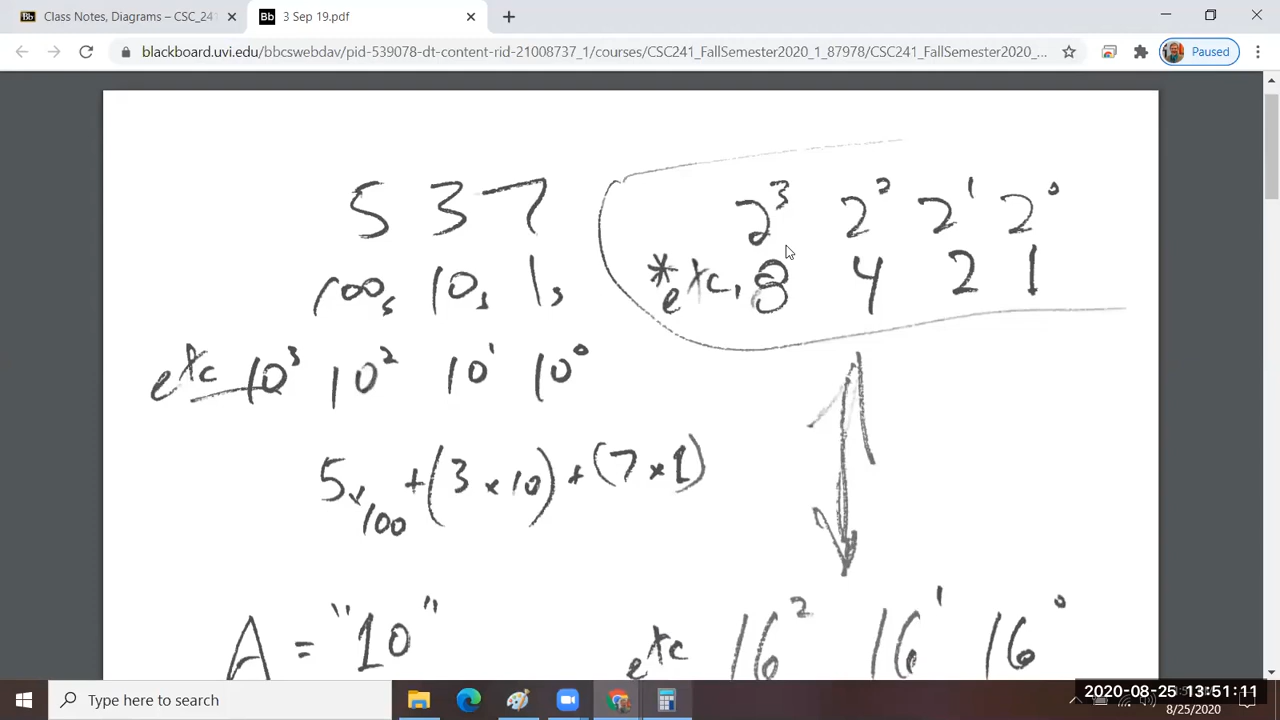 Class Notes, Diagrams – CSC_241
Bb 3 Sep 19.pdf
blackboard.uvi.edu/bbcswebdav/pid-539078-dt-content-rid-21008737_1/courses/CSC241_FallSemester2020_1_87978/CSC241_FallSemester2020_...
Paused
5 3 7
100s 10s 1s
etc 10³ 10² 10¹ 10⁰
5x100 + (3 x 10) + (7 x 1)
2³ 2² 2¹ 2⁰
*etc, 8 4 2 1
A = "10"
etc 16² 16¹ 16⁰
Type here to search
2020-08-25 13:51:11
8/25/2020